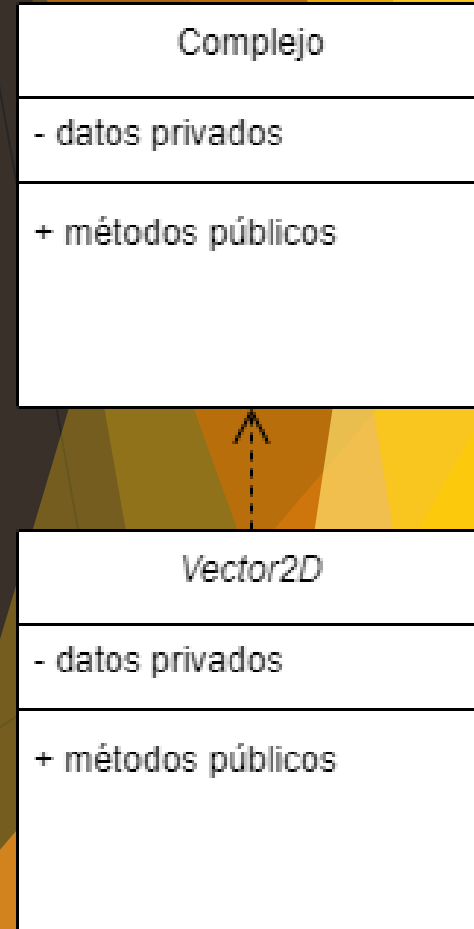 Complejo
- datos privados
+ métodos públicos
Vector2D
- datos privados
+ métodos públicos